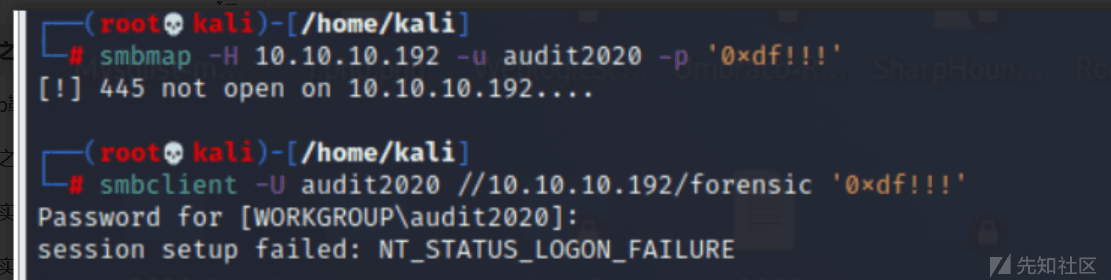 ┌──(root💀kali)-[/home/kali]
└─# smbmap -H 10.10.10.192 -u audit2020 -p '0×df!!!'
[!] 445 not open on 10.10.10.192....
┌──(root💀kali)-[/home/kali]
└─# smbclient -U audit2020 //10.10.10.192/forensic '0×df!!!'
Password for [WORKGROUP\audit2020]:
session setup failed: NT_STATUS_LOGON_FAILURE
先知社区